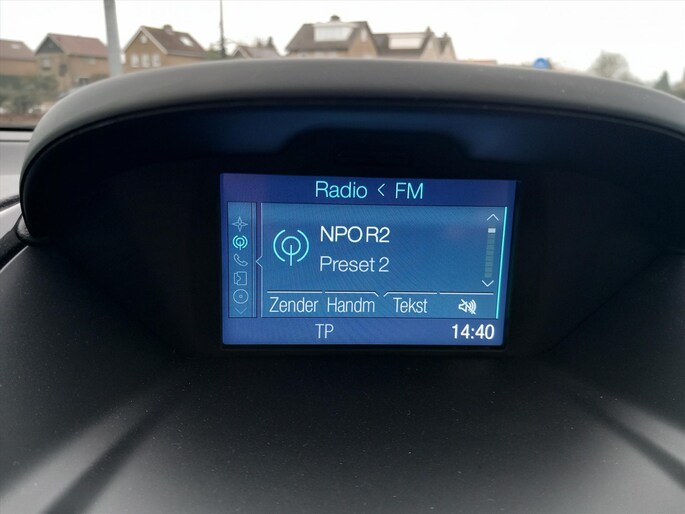 Radio < FM
NPO R2
Preset 2
Zender Handm Tekst
TP 14:40